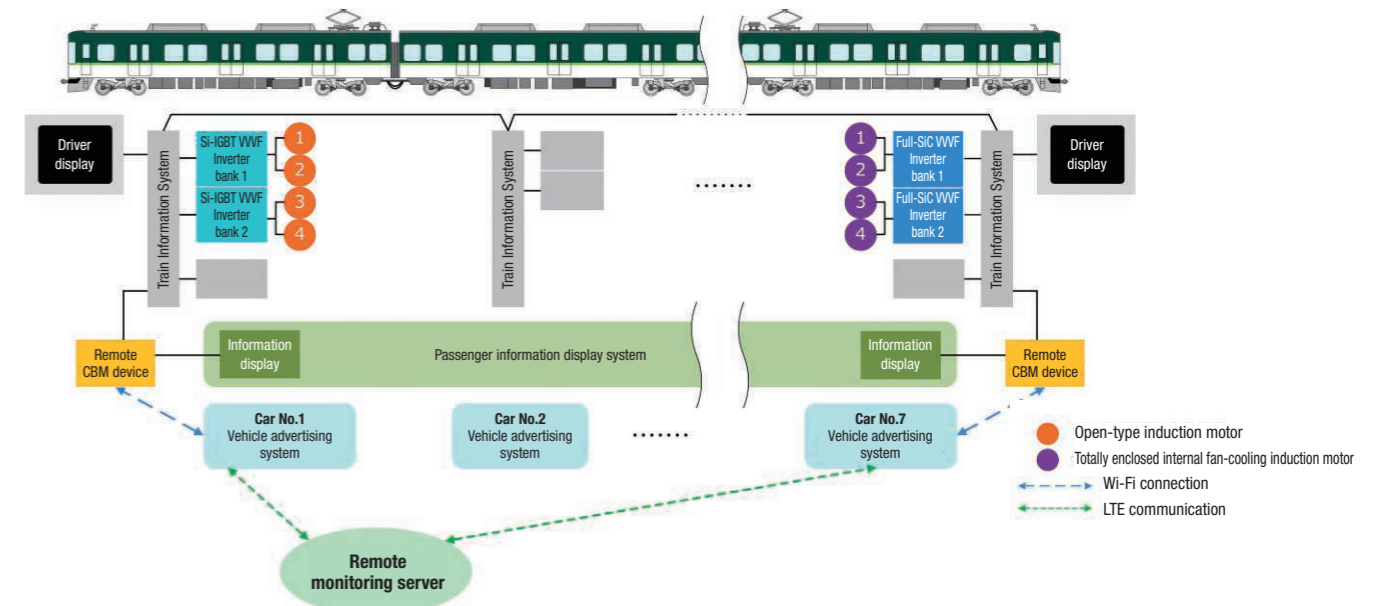 Driver
display
Train Information System
Si-IGBT VVVF
Inverter
bank 1
Si-IGBT VVVF
Inverter
bank 2
1
2
3
4
Train Information System
.......
.......
1
2
3
4
Full-SiC VVVF
Inverter
bank 1
Full-SiC VVVF
Inverter
bank 2
Train Information System
Driver
display
Remote
CBM device
Information
display
Passenger information display system
Information
display
Remote
CBM device
Car No.1
Vehicle advertising
system
Car No.2
Vehicle advertising
system
.......
Car No.7
Vehicle advertising
system
Open-type induction motor
Totally enclosed internal fan-cooling induction motor
Wi-Fi connection
LTE communication
Remote
monitoring server